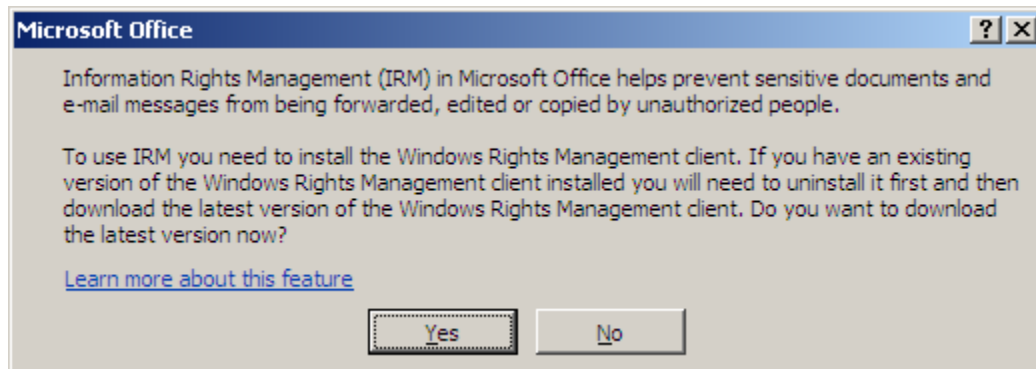 Microsoft Office
Information Rights Management (IRM) in Microsoft Office helps prevent sensitive documents and
e-mail messages from being forwarded, edited or copied by unauthorized people.
To use IRM you need to install the Windows Rights Management client. If you have an existing
version of the Windows Rights Management client installed you will need to uninstall it first and then
download the latest version of the Windows Rights Management client. Do you want to download
the latest version now?
Learn more about this feature
Yes No